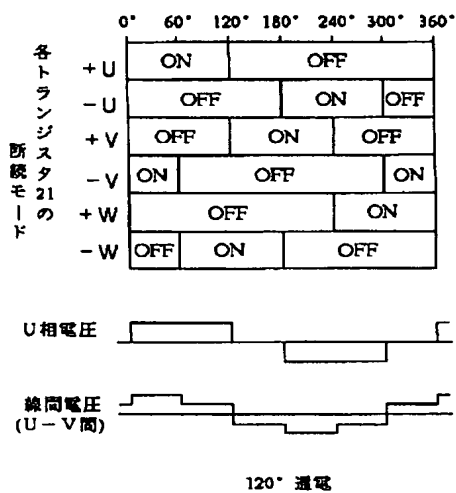 0° 60° 120° 180° 240° 300° 360°
各トランジスタ21の
断続モード
+U ON OFF
-U OFF ON OFF
+V OFF ON OFF
-V ON OFF ON
+W OFF ON
-W OFF ON OFF
U相電圧
線間電圧
(U-V間)
120° 通電